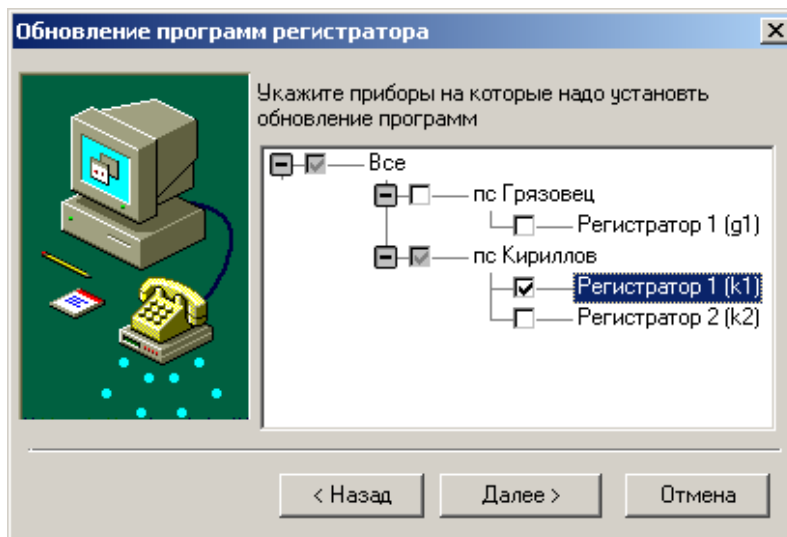 Обновление программ регистратора
Укажите приборы на которые надо установть
обновление программ
Все
пс Грязовец
Регистратор 1 (g1)
пс Кириллов
Регистратор 1 (k1)
Регистратор 2 (k2)
< Назад
Далее >
Отмена